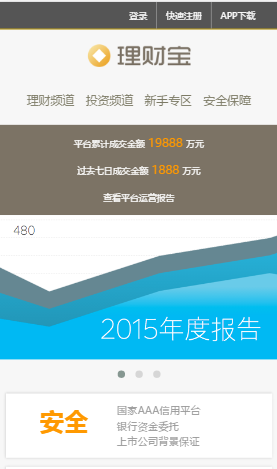 登录 快速注册 APP下载
理财宝
理财频道 投资频道 新手专区 安全保障
平台累计成交金额 19888 万元
过去七日成交金额 1888 万元
查看平台运营报告
480
2015年度报告
安全
国家AAA信用平台
银行资金委托
上市公司背景保证